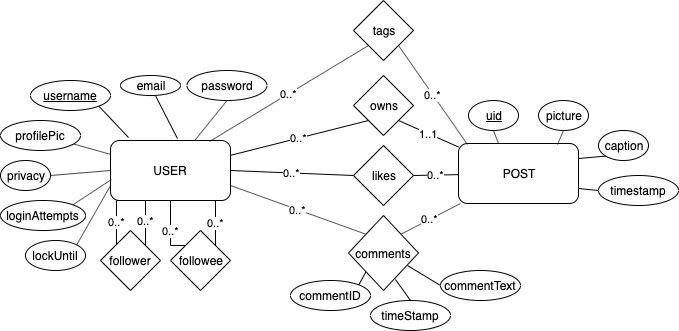 tags
0..*
0..*
email
password
username
owns
0..*
1..1
uid
picture
profilePic
USER
POST
caption
privacy
0..*
likes
0..*
timestamp
loginAttempts
0..*
0..*
0..*
0..*
0..*
0..*
lockUntil
follower
followee
comments
commentID
commentText
timeStamp